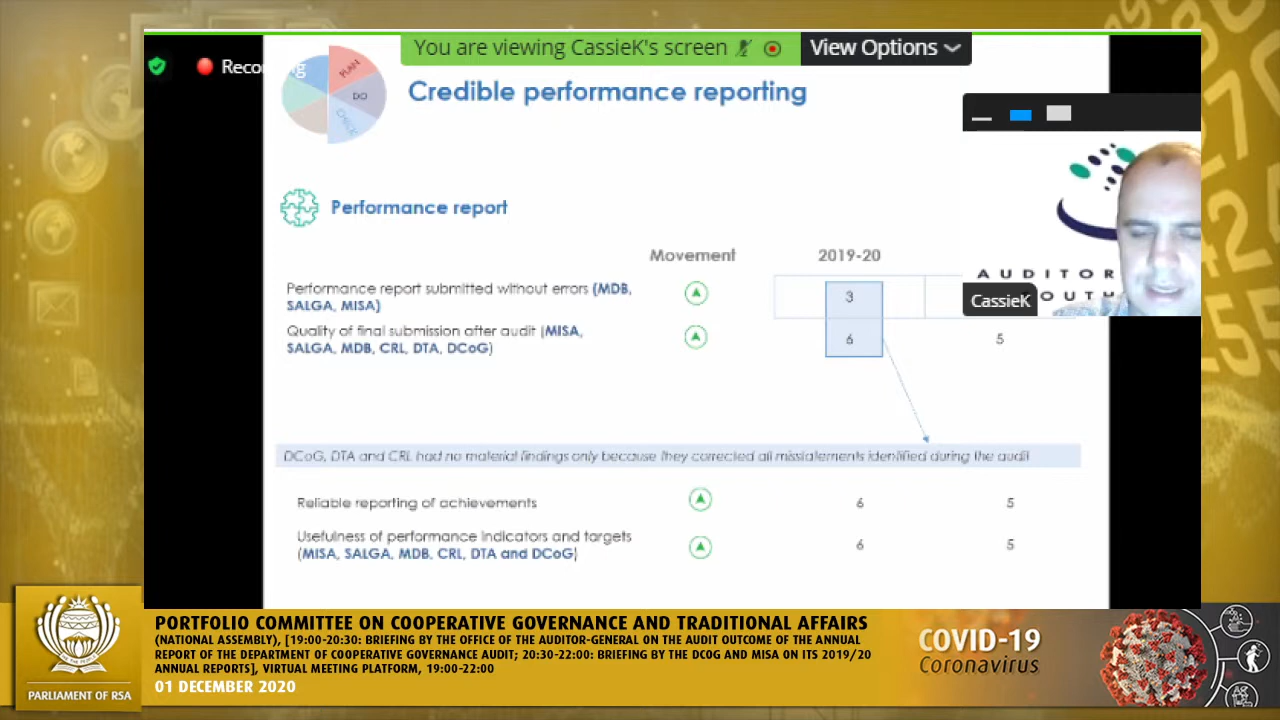 You are viewing CassieK's screen
View Options
Recording
PLAN
DO
CHECK
Credible performance reporting
Performance report
Movement
2019-20
Performance report submitted without errors (MDB,
SALGA, MISA)
3
Quality of final submission after audit (MISA,
SALGA, MDB, CRL, DTA, DCoG)
6
5
AUDITOR
OUTH
CassieK
DCoG, DTA and CRL had no material findings only because they corrected all misstatements identified during the audit
Reliable reporting of achievements
6
5
Usefulness of performance indicators and targets
(MISA, SALGA, MDB, CRL, DTA and DCoG)
6
5
PARLIAMENT OF RSA
PORTFOLIO COMMITTEE ON COOPERATIVE GOVERNANCE AND TRADITIONAL AFFAIRS
(NATIONAL ASSEMBLY), [19:00-20:30: BRIEFING BY THE OFFICE OF THE AUDITOR-GENERAL ON THE AUDIT OUTCOME OF THE ANNUAL
REPORT OF THE DEPARTMENT OF COOPERATIVE GOVERNANCE AUDIT; 20:30-22:00: BRIEFING BY THE DCOG AND MISA ON ITS 2019/20
ANNUAL REPORTS], VIRTUAL MEETING PLATFORM, 19:00-22:00
01 DECEMBER 2020
COVID-19
Coronavirus